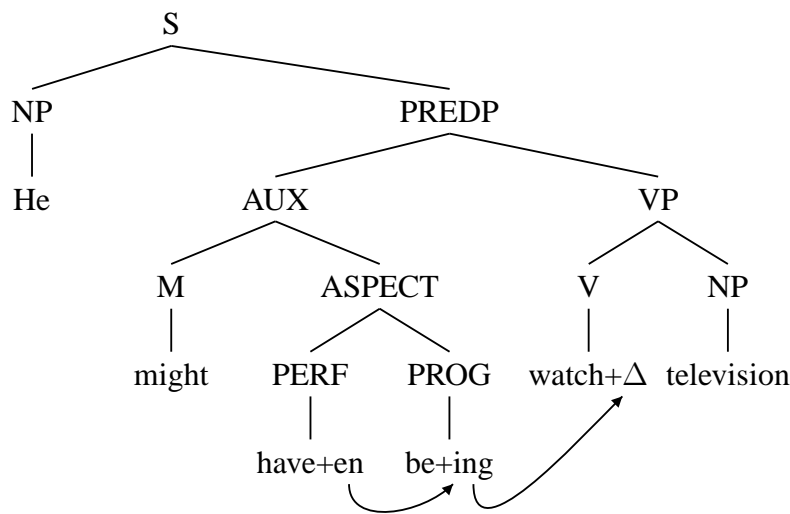 S
NP PREDP
He AUX VP
M ASPECT V NP
might PERF PROG watch+Δ television
have+en be+ing